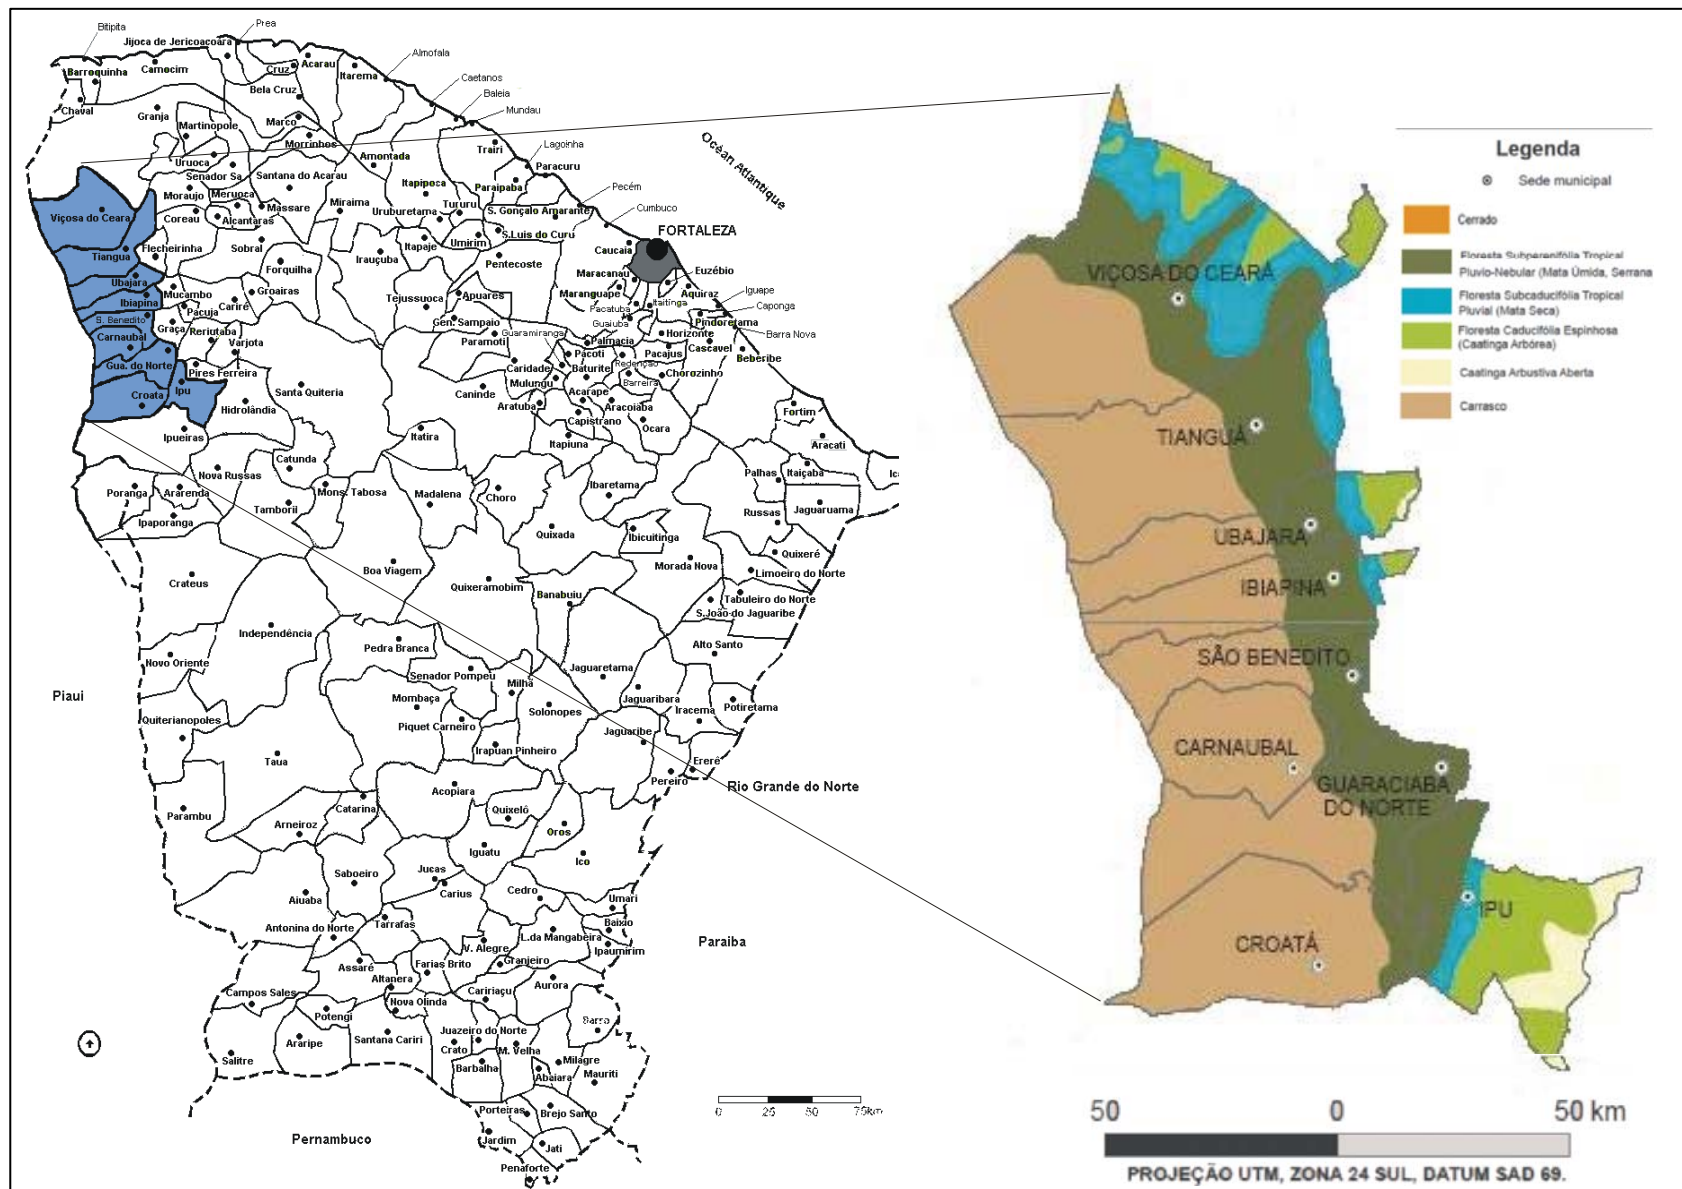 Bitipita
Prea
Jijoca de Jericoacoara
Almofala
Barroquinha
Camocim
Cruz
Acarau
Itarema
Caetanos
Chaval
Bela Cruz
Baleia
Granja
Mundau
Martinopole
Marco
Morrinhos
Trairi
Océan Atlantique
Uruoca
Amontada
Lagoinha
Senador Sa
Santana do Acarau
Paracuru
Moraujo
Meruoca
Itapipoca
Paraipaba
Pecém
Viçosa do Ceara
Coreau
Massare
Miraima
Tururu
Alcantaras
Uruburetama
S. Gonçalo Amarante
Cumbuco
Flecheirinha
Sobral
Itapaje
Umirim
S.Luis do Curu
FORTALEZA
Tiangua
Irauçuba
Caucaia
Forquilha
Pentecoste
Maracanau
Euzébio
Ubajara
Mucambo
Groairas
Tejussuoca
Apuares
Maranguape
Aquiraz
Iguape
Ibiapina
Cariré
Itaitinga
Caponga
Pacuja
Pacatuba
S. Benedito
Graça
Gen. Sampaio
Guaiuba
Pindoretama
Reriutaba
Guaramiranga
Horizonte
Barra Nova
Carnaubal
Varjota
Paramoti
Palmacia
Cascavel
Pacoti
Pacajus
Beberibe
Gua. do Norte
Pires Ferreira
Caridade
Baturite
Redenção
Chorozinho
Ipu
Santa Quiteria
Caninde
Mulungu
Barreira
Croata
Acarape
Hidrolândia
Aratuba
Aracoiaba
Fortim
Capistrano
Ocara
Ipueiras
Itatira
Itapiuna
Aracati
Catunda
Nova Russas
Palhas
Itaiçaba
Poranga
Ararenda
Mons. Tabosa
Madalena
Choro
Ibaretama
Ipaporanga
Tamboril
Russas
Jaguaruama
Quixada
Ibicuitinga
Quixeré
Crateus
Boa Viagem
Quixeramobim
Morada Nova
Limoeiro do Norte
Banabuiu
Tabuleiro do Norte
S.João do Jaguaribe
Independência
Pedra Branca
Alto Santo
Novo Oriente
Jaguaretama
Piaui
Senador Pompeu
Milhã
Mombaça
Jaguaribara
Potiretama
Quiterianopoles
Solonopes
Iracema
Piquet Carneiro
Jaguaribe
Irapuan Pinheiro
Taua
Ererê
Pereiro
Rio Grande do Norte
Acopiara
Parambu
Catarina
Quixelô
Arneiroz
Oros
Iguatu
Ico
Saboeiro
Jucas
Aiuaba
Carius
Cedro
Umari
Antonina do Norte
Tarrafas
Baixio
L.da Mangabeira
Paraiba
V. Alegre
Ipaumirim
Assaré
Farias Brito
Granjeiro
Altanera
Aurora
Campos Sales
Nova Olinda
Caririaçu
Potengi
Barro
Juazeiro do Norte
Araripe
Santana Cariri
Crato
M. Velha
Salitre
Milagre
Barbalha
Abaiara
Mauriti
0 25 50 75km
Porteiras
Brejo Santo
Pernambuco
Jardim
Jati
Penaforte
VIÇOSA DO CEARÁ
TIANGUÁ
UBAJARA
IBIAPINA
SÃO BENEDITO
CARNAUBAL
GUARACIABA
DO NORTE
IPU
CROATÁ
Legenda
Sede municipal
Cerrado
Floresta Subperenifólia Tropical
Pluvio-Nebular (Mata Úmida, Serrana
Floresta Subcaducifólia Tropical
Pluvial (Mata Seca)
Floresta Caducifólia Espinhosa
(Caatinga Arbórea)
Caatinga Arbustiva Aberta
Carrasco
50 0 50 km
PROJEÇÃO UTM, ZONA 24 SUL, DATUM SAD 69.